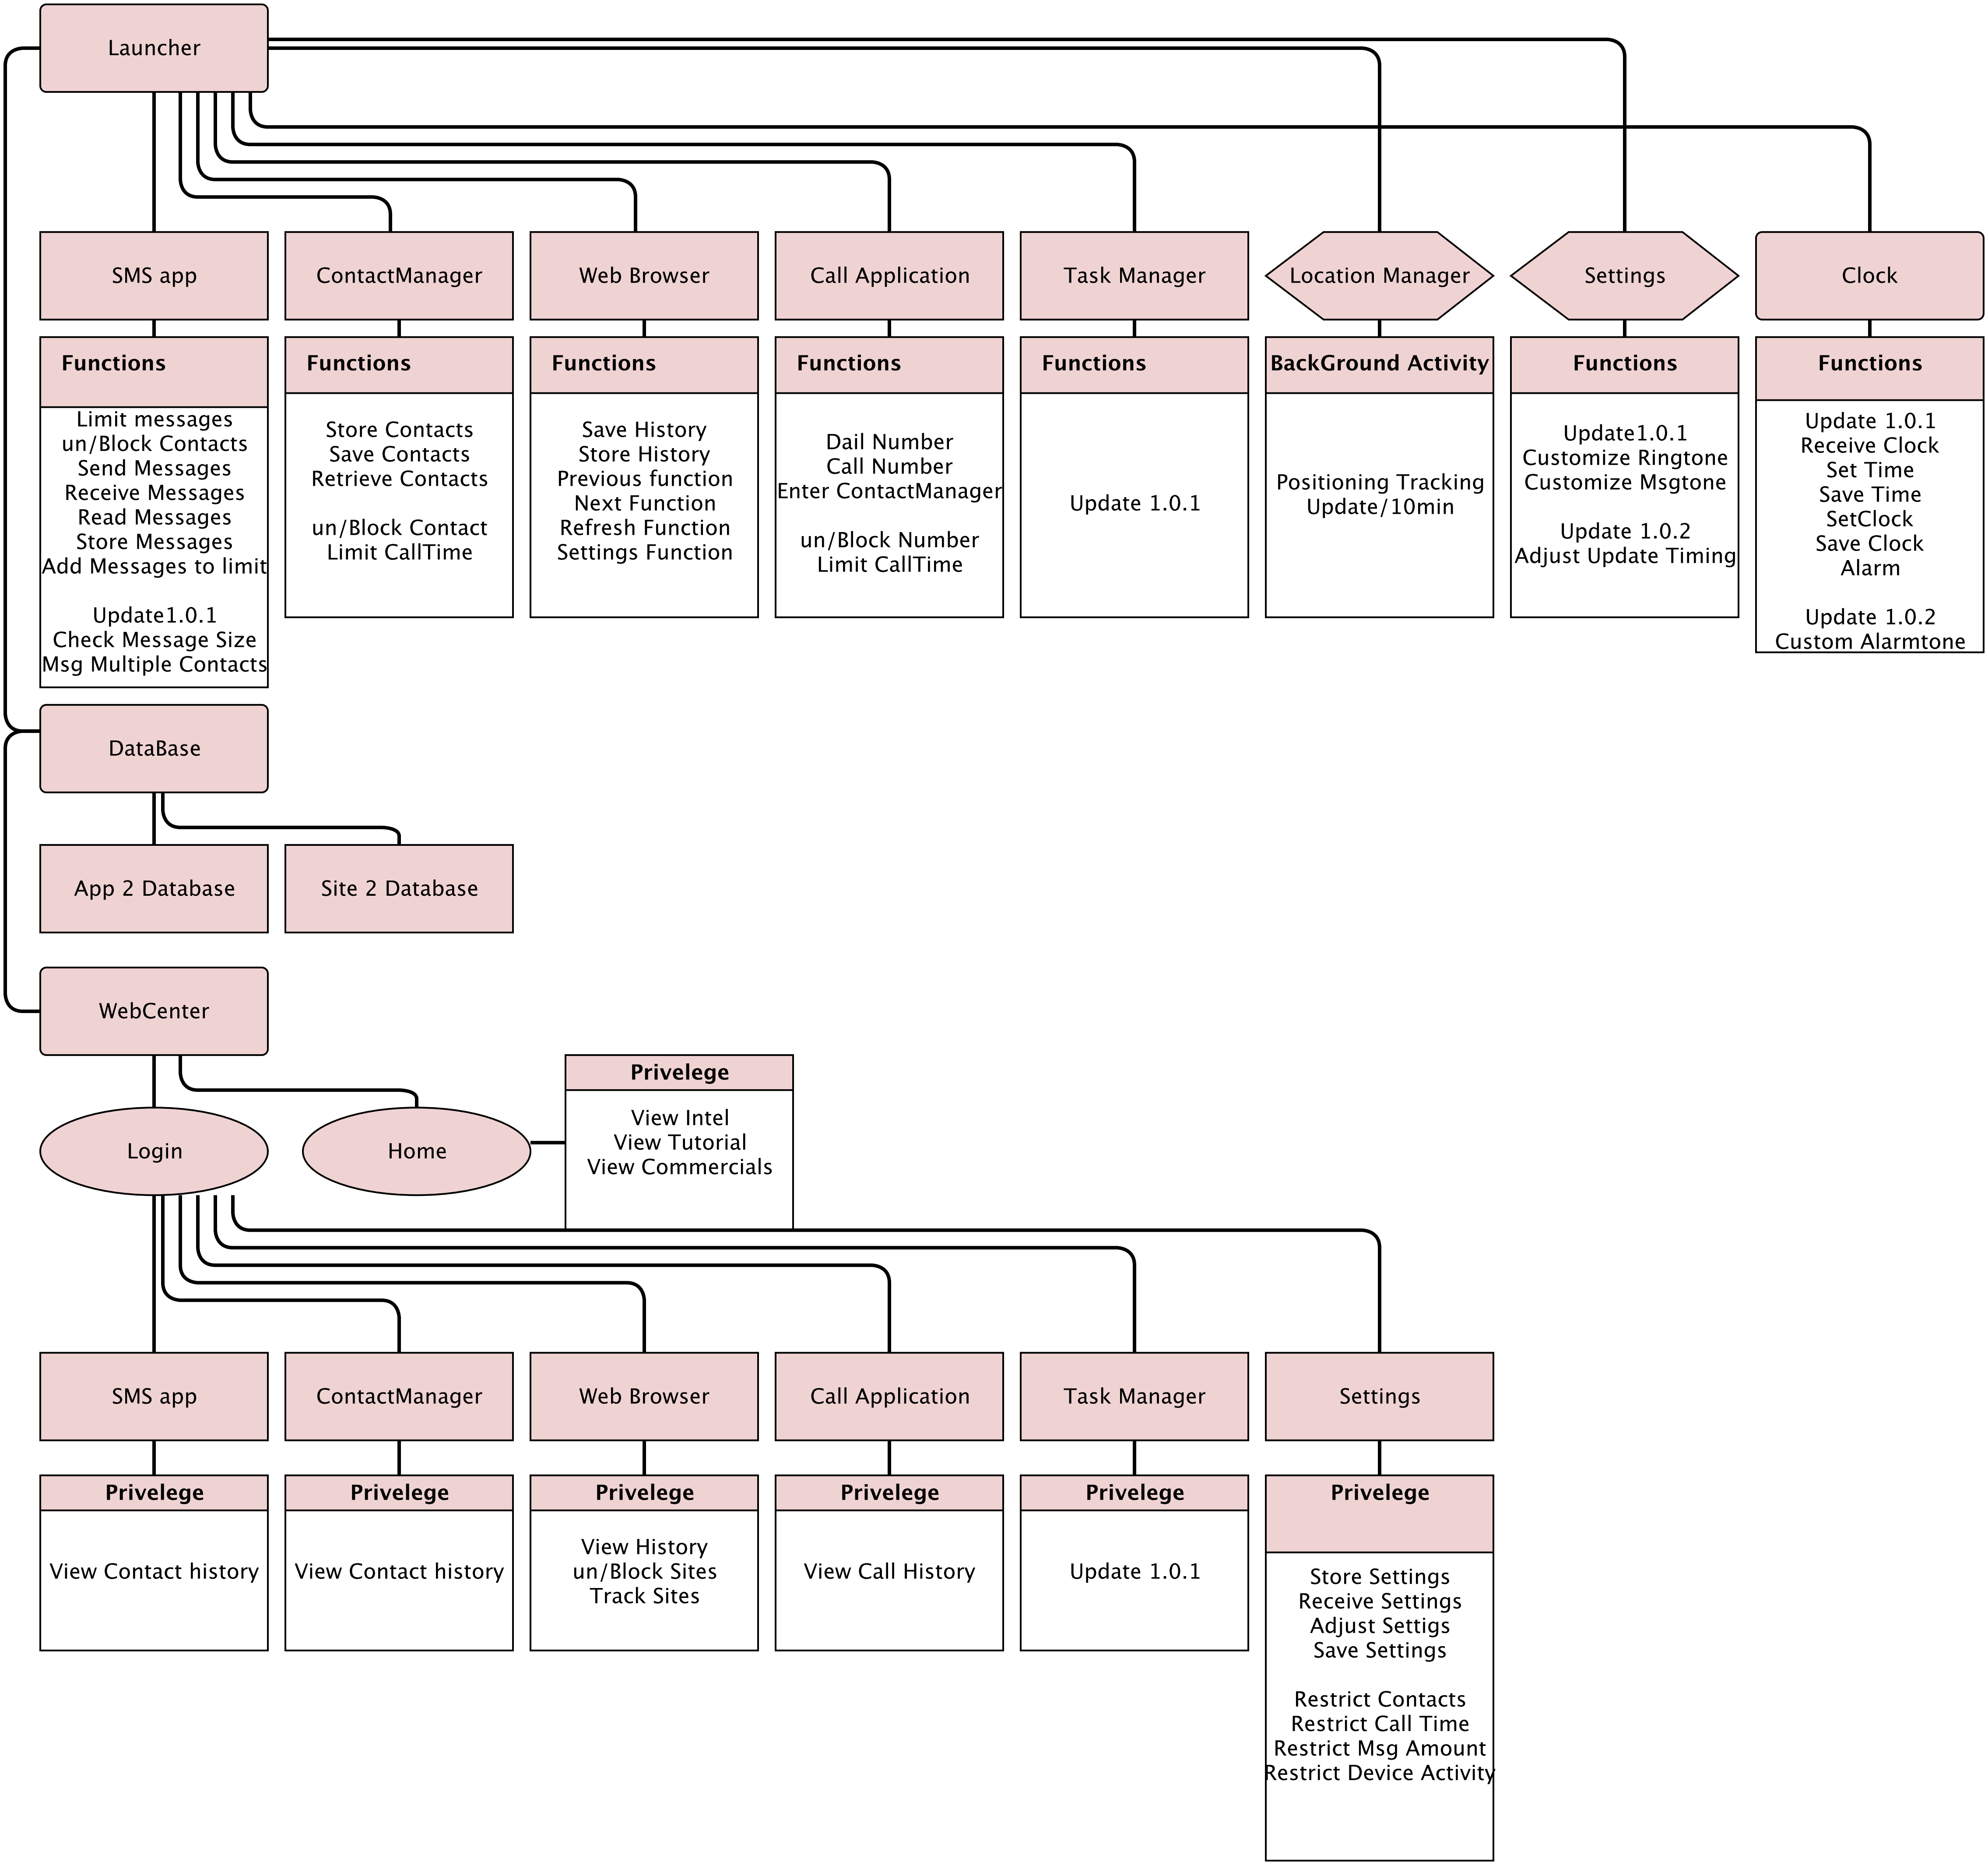 Launcher
SMS app
ContactManager
Web Browser
Call Application
Task Manager
Location Manager
Settings
Clock
Functions
Limit messages
un/Block Contacts
Send Messages
Receive Messages
Read Messages
Store Messages
Add Messages to limit
Update1.0.1
Check Message Size
Msg Multiple Contacts
Functions
Store Contacts
Save Contacts
Retrieve Contacts
un/Block Contact
Limit CallTime
Functions
Save History
Store History
Previous function
Next Function
Refresh Function
Settings Function
Functions
Dail Number
Call Number
Enter ContactManager
un/Block Number
Limit CallTime
Functions
Update 1.0.1
BackGround Activity
Positioning Tracking
Update/10min
Functions
Update1.0.1
Customize Ringtone
Customize Msgtone
Update 1.0.2
Adjust Update Timing
Functions
Update 1.0.1
Receive Clock
Set Time
Save Time
SetClock
Save Clock
Alarm
Update 1.0.2
Custom Alarmtone
DataBase
App 2 Database
Site 2 Database
WebCenter
Login
Home
Privelege
View Intel
View Tutorial
View Commercials
SMS app
ContactManager
Web Browser
Call Application
Task Manager
Settings
Privelege
View Contact history
Privelege
View Contact history
Privelege
View History
un/Block Sites
Track Sites
Privelege
View Call History
Privelege
Update 1.0.1
Privelege
Store Settings
Receive Settings
Adjust Settigs
Save Settings
Restrict Contacts
Restrict Call Time
Restrict Msg Amount
Restrict Device Activity